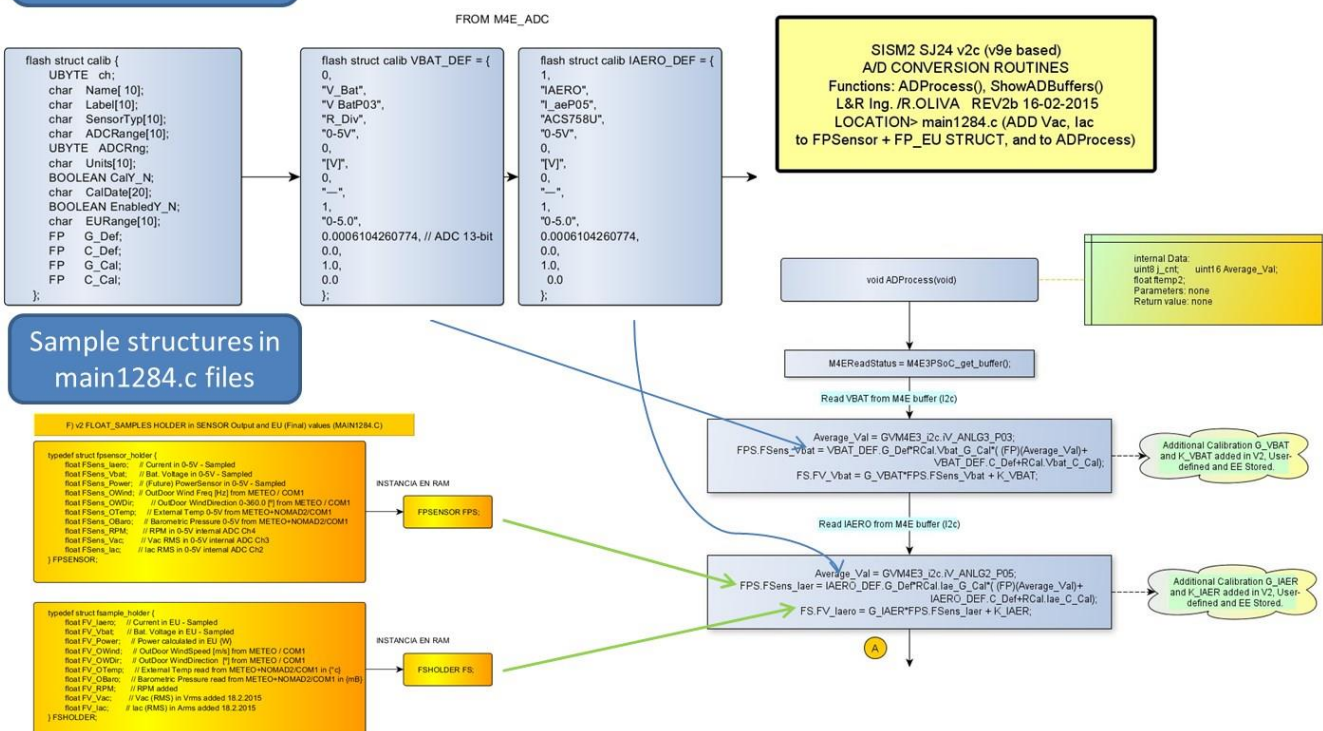 FROM M4E_ADC
flash struct calib {
UBYTE ch;
char Name[ 10];
char Label[10];
char SensorTyp[10];
char ADCRange[10];
UBYTE ADCRng;
char Units[10];
BOOLEAN CalY_N;
char CalDate[20];
BOOLEAN EnabledY_N;
char EURange[10];
FP G_Def;
FP C_Def;
FP G_Cal;
FP C_Cal;
};
flash struct calib VBAT_DEF = {
0,
"V_Bat",
"V BatP03",
"R_Div",
"0-5V",
0,
"[V]",
0,
"—",
1,
"0-5.0",
0.0006104260774, // ADC 13-bit
0.0,
1.0,
0.0
};
flash struct calib IAERO_DEF = {
1,
"IAERO",
"I_aeP05",
"ACS758U",
"0-5V",
0,
"[V]",
0,
"—",
1,
"0-5.0",
0.0006104260774,
0.0,
1.0,
0.0
};
SISM2 SJ24 v2c (v9e based)
A/D CONVERSION ROUTINES
Functions: ADProcess(), ShowADBuffers()
L&R Ing. /R.OLIVA REV2b 16-02-2015
LOCATION> main1284.c (ADD Vac, Iac
to FPSensor + FP_EU STRUCT, and to ADProcess)
void ADProcess(void)
internal Data:
uint8 j_cnt; uint16 Average_Val;
float ftemp2;
Parameters: none
Return value: none
M4EReadStatus = M4E3PSoC_get_buffer();
Read VBAT from M4E buffer (I2c)
Average_Val = GVM4E3_i2c.iV_ANLG3_P03;
FPS.FSens_Vbat = VBAT_DEF.G_Def*RCal.Vbat_G_Cal*( (FP)(Average_Val)+
VBAT_DEF.C_Def+RCal.Vbat_C_Cal);
FS.FV_Vbat = G_VBAT*FPS.FSens_Vbat + K_VBAT;
Additional Calibration G_VBAT
and K_VBAT added in V2, User-
defined and EE Stored.
Read IAERO from M4E buffer (I2c)
Average_Val = GVM4E3_i2c.iV_ANLG2_P05;
FPS.FSens_Iaer = IAERO_DEF.G_Def*RCal.Iae_G_Cal*( (FP)(Average_Val)+
IAERO_DEF.C_Def+RCal.Iae_C_Cal);
FS.FV_Iaero = G_IAER*FPS.FSens_Iaer + K_IAER;
Additional Calibration G_IAER
and K_IAER added in V2, User-
defined and EE Stored.
A
Sample structures in
main1284.c files
F) v2 FLOAT_SAMPLES HOLDER in SENSOR Output and EU (Final) values (MAIN1284.C)
typedef struct fpsensor_holder {
float FSens_Iaero; // Current in 0-5V - Sampled
float FSens_Vbat; // Bat. Voltage in 0-5V - Sampled
float FSens_Power; // (Future) PowerSensor in 0-5V - Sampled
float FSens_OWind; // OutDoor Wind Freq [Hz] from METEO / COM1
float FSens_OWDir; // OutDoor WindDirection 0-360.0 [º] from METEO / COM1
float FSens_OTemp; // External Temp 0-5V from METEO+NOMAD2/COM1
float FSens_OBaro; // Barometric Pressure 0-5V from METEO+NOMAD2/COM1
float FSens_RPM; // RPM in 0-5V internal ADC Ch4
float FSens_Vac; // Vac RMS in 0-5V internal ADC Ch3
float FSens_Iac; // Iac RMS in 0-5V internal ADC Ch2
} FPSENSOR;
INSTANCIA EN RAM
FPSENSOR FPS;
typedef struct fsample_holder {
float FV_Iaero; // Current in EU - Sampled
float FV_Vbat; // Bat. Voltage in EU - Sampled
float FV_Power; // Power calculated in EU (W)
float FV_OWind; // OutDoor WindSpeed [m/s] from METEO / COM1
float FV_OWDir; // OutDoor WindDirection [º] from METEO / COM1
float FV_OTemp; // External Temp read from METEO+NOMAD2/COM1 in {ºc}
float FV_OBaro; // Barometric Pressure read from METEO+NOMAD2/COM1 in {mB}
float FV_RPM; // RPM added
float FV_Vac; // Vac (RMS) in Vrms added 18.2.2015
float FV_Iac; // Iac (RMS) in Arms added 18.2.2015
} FSHOLDER;
INSTANCIA EN RAM
FSHOLDER FS;